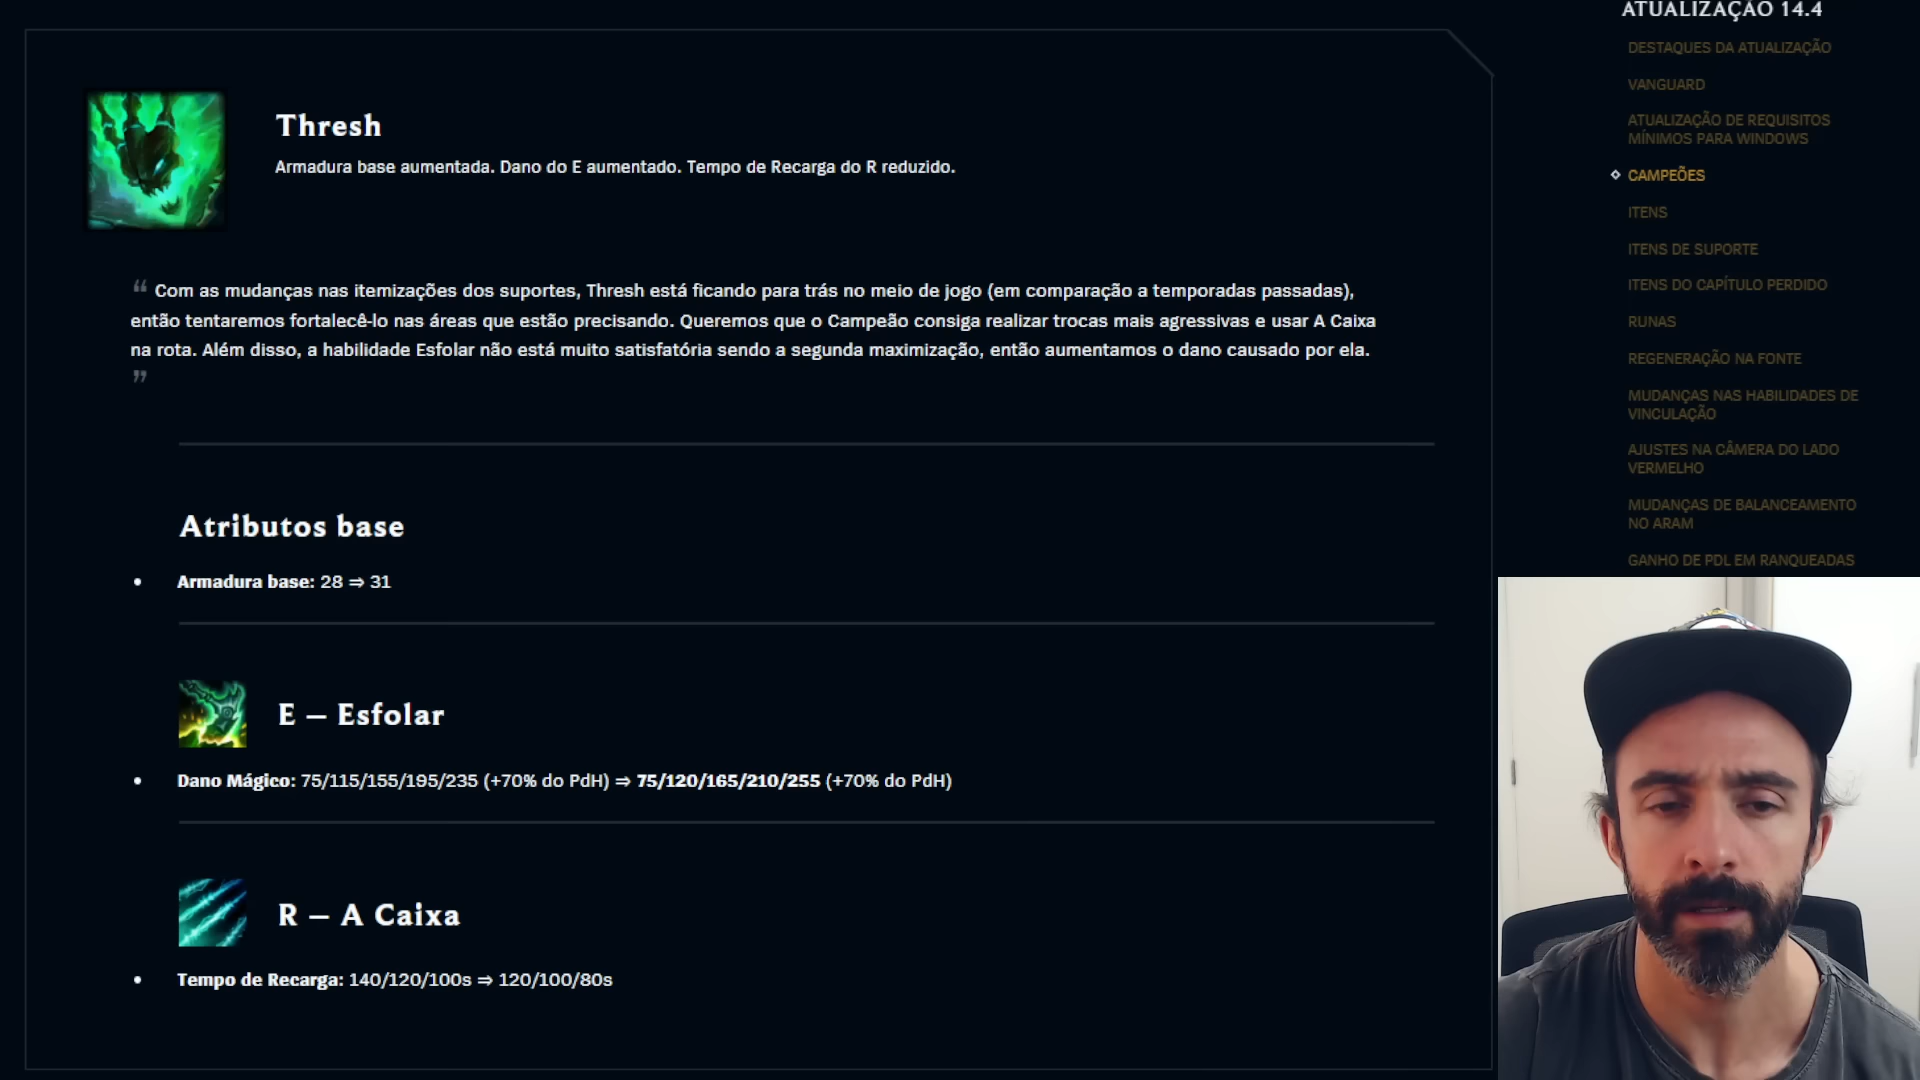 ATUALIZAÇÃO 14.4
DESTAQUES DA ATUALIZAÇÃO
VANGUARD
ATUALIZAÇÃO DE REQUISITOS
MÍNIMOS PARA WINDOWS
CAMPEÕES
ITENS
ITENS DE SUPORTE
ITENS DO CAPÍTULO PERDIDO
RUNAS
REGENERAÇÃO NA FONTE
MUDANÇAS NAS HABILIDADES DE
VINCULAÇÃO
AJUSTES NA CÂMERA DO LADO
VERMELHO
MUDANÇAS DE BALANCEAMENTO
NO ARAM
GANHO DE PDL EM RANQUEADAS
Thresh
Armadura base aumentada. Dano do E aumentado. Tempo de Recarga do R reduzido.
“ Com as mudanças nas itemizações dos suportes, Thresh está ficando para trás no meio de jogo (em comparação a temporadas passadas),
então tentaremos fortalecê-lo nas áreas que estão precisando. Queremos que o Campeão consiga realizar trocas mais agressivas e usar A Caixa
na rota. Além disso, a habilidade Esfolar não está muito satisfatória sendo a segunda maximização, então aumentamos o dano causado por ela.
”
Atributos base
• Armadura base: 28 ⇒ 31
E – Esfolar
• Dano Mágico: 75/115/155/195/235 (+70% do PdH) ⇒ 75/120/165/210/255 (+70% do PdH)
R – A Caixa
• Tempo de Recarga: 140/120/100s ⇒ 120/100/80s